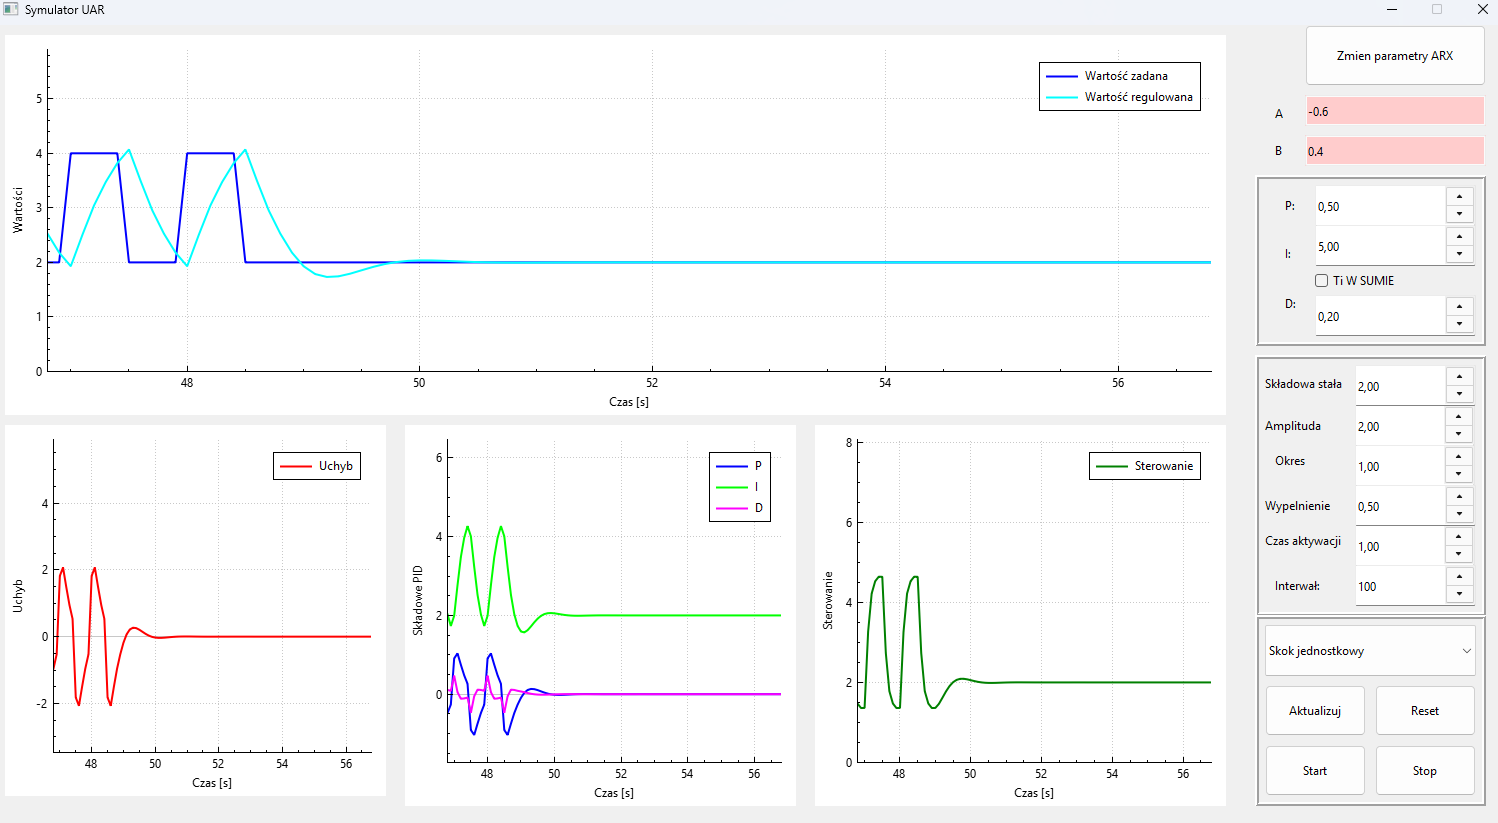 Symulator UAR
Zmien parametry ARX
A
-0.6
B
0.4
P:
0,50
I:
5,00
Ti W SUMIE
D:
0,20
Składowa stała
2,00
Amplituda
2,00
Okres
1,00
Wypelnienie
0,50
Czas aktywacji
1,00
Interwał:
100
Skok jednostkowy
Aktualizuj
Reset
Start
Stop
Wartość zadana
Wartość regulowana
Wartości
5
4
3
2
1
0
48
50
52
54
56
Czas [s]
Uchyb
Uchyb
4
2
0
-2
48
50
52
54
56
Czas [s]
P
I
D
Składowe PID
6
4
2
0
48
50
52
54
56
Czas [s]
Sterowanie
Sterowanie
8
6
4
2
0
48
50
52
54
56
Czas [s]